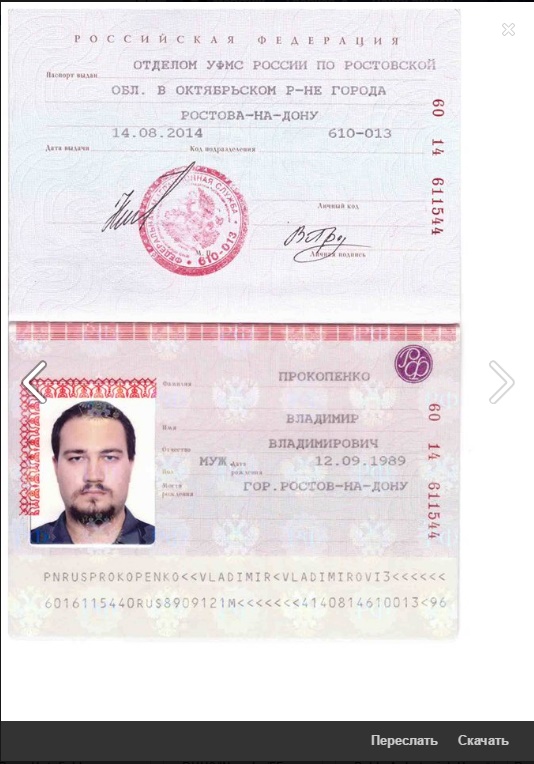 РОССИЙСКАЯ ФЕДЕРАЦИЯ
Паспорт выдан ОТДЕЛОМ УФМС РОССИИ ПО РОСТОВСКОЙ
ОБЛ. В ОКТЯБРЬСКОМ Р-НЕ ГОРОДА
РОСТОВА-НА-ДОНУ
14.08.2014 610-013
Дата выдачи Код подразделения
60 14 611544
Личный код
Личная подпись
М.П.
610-013
Фамилия ПРОКОПЕНКО
Имя ВЛАДИМИР
Отчество ВЛАДИМИРОВИЧ
Пол МУЖ. Дата рождения 12.09.1989
Место рождения ГОР.РОСТОВ-НА-ДОНУ
60 14 611544
PNRUSPROKOPENKO<<VLADIMIR<VLADIMIROVI3<<<<<<
6016115440RUS8909121M<<<<<<<4140814610013<96
Переслать Скачать